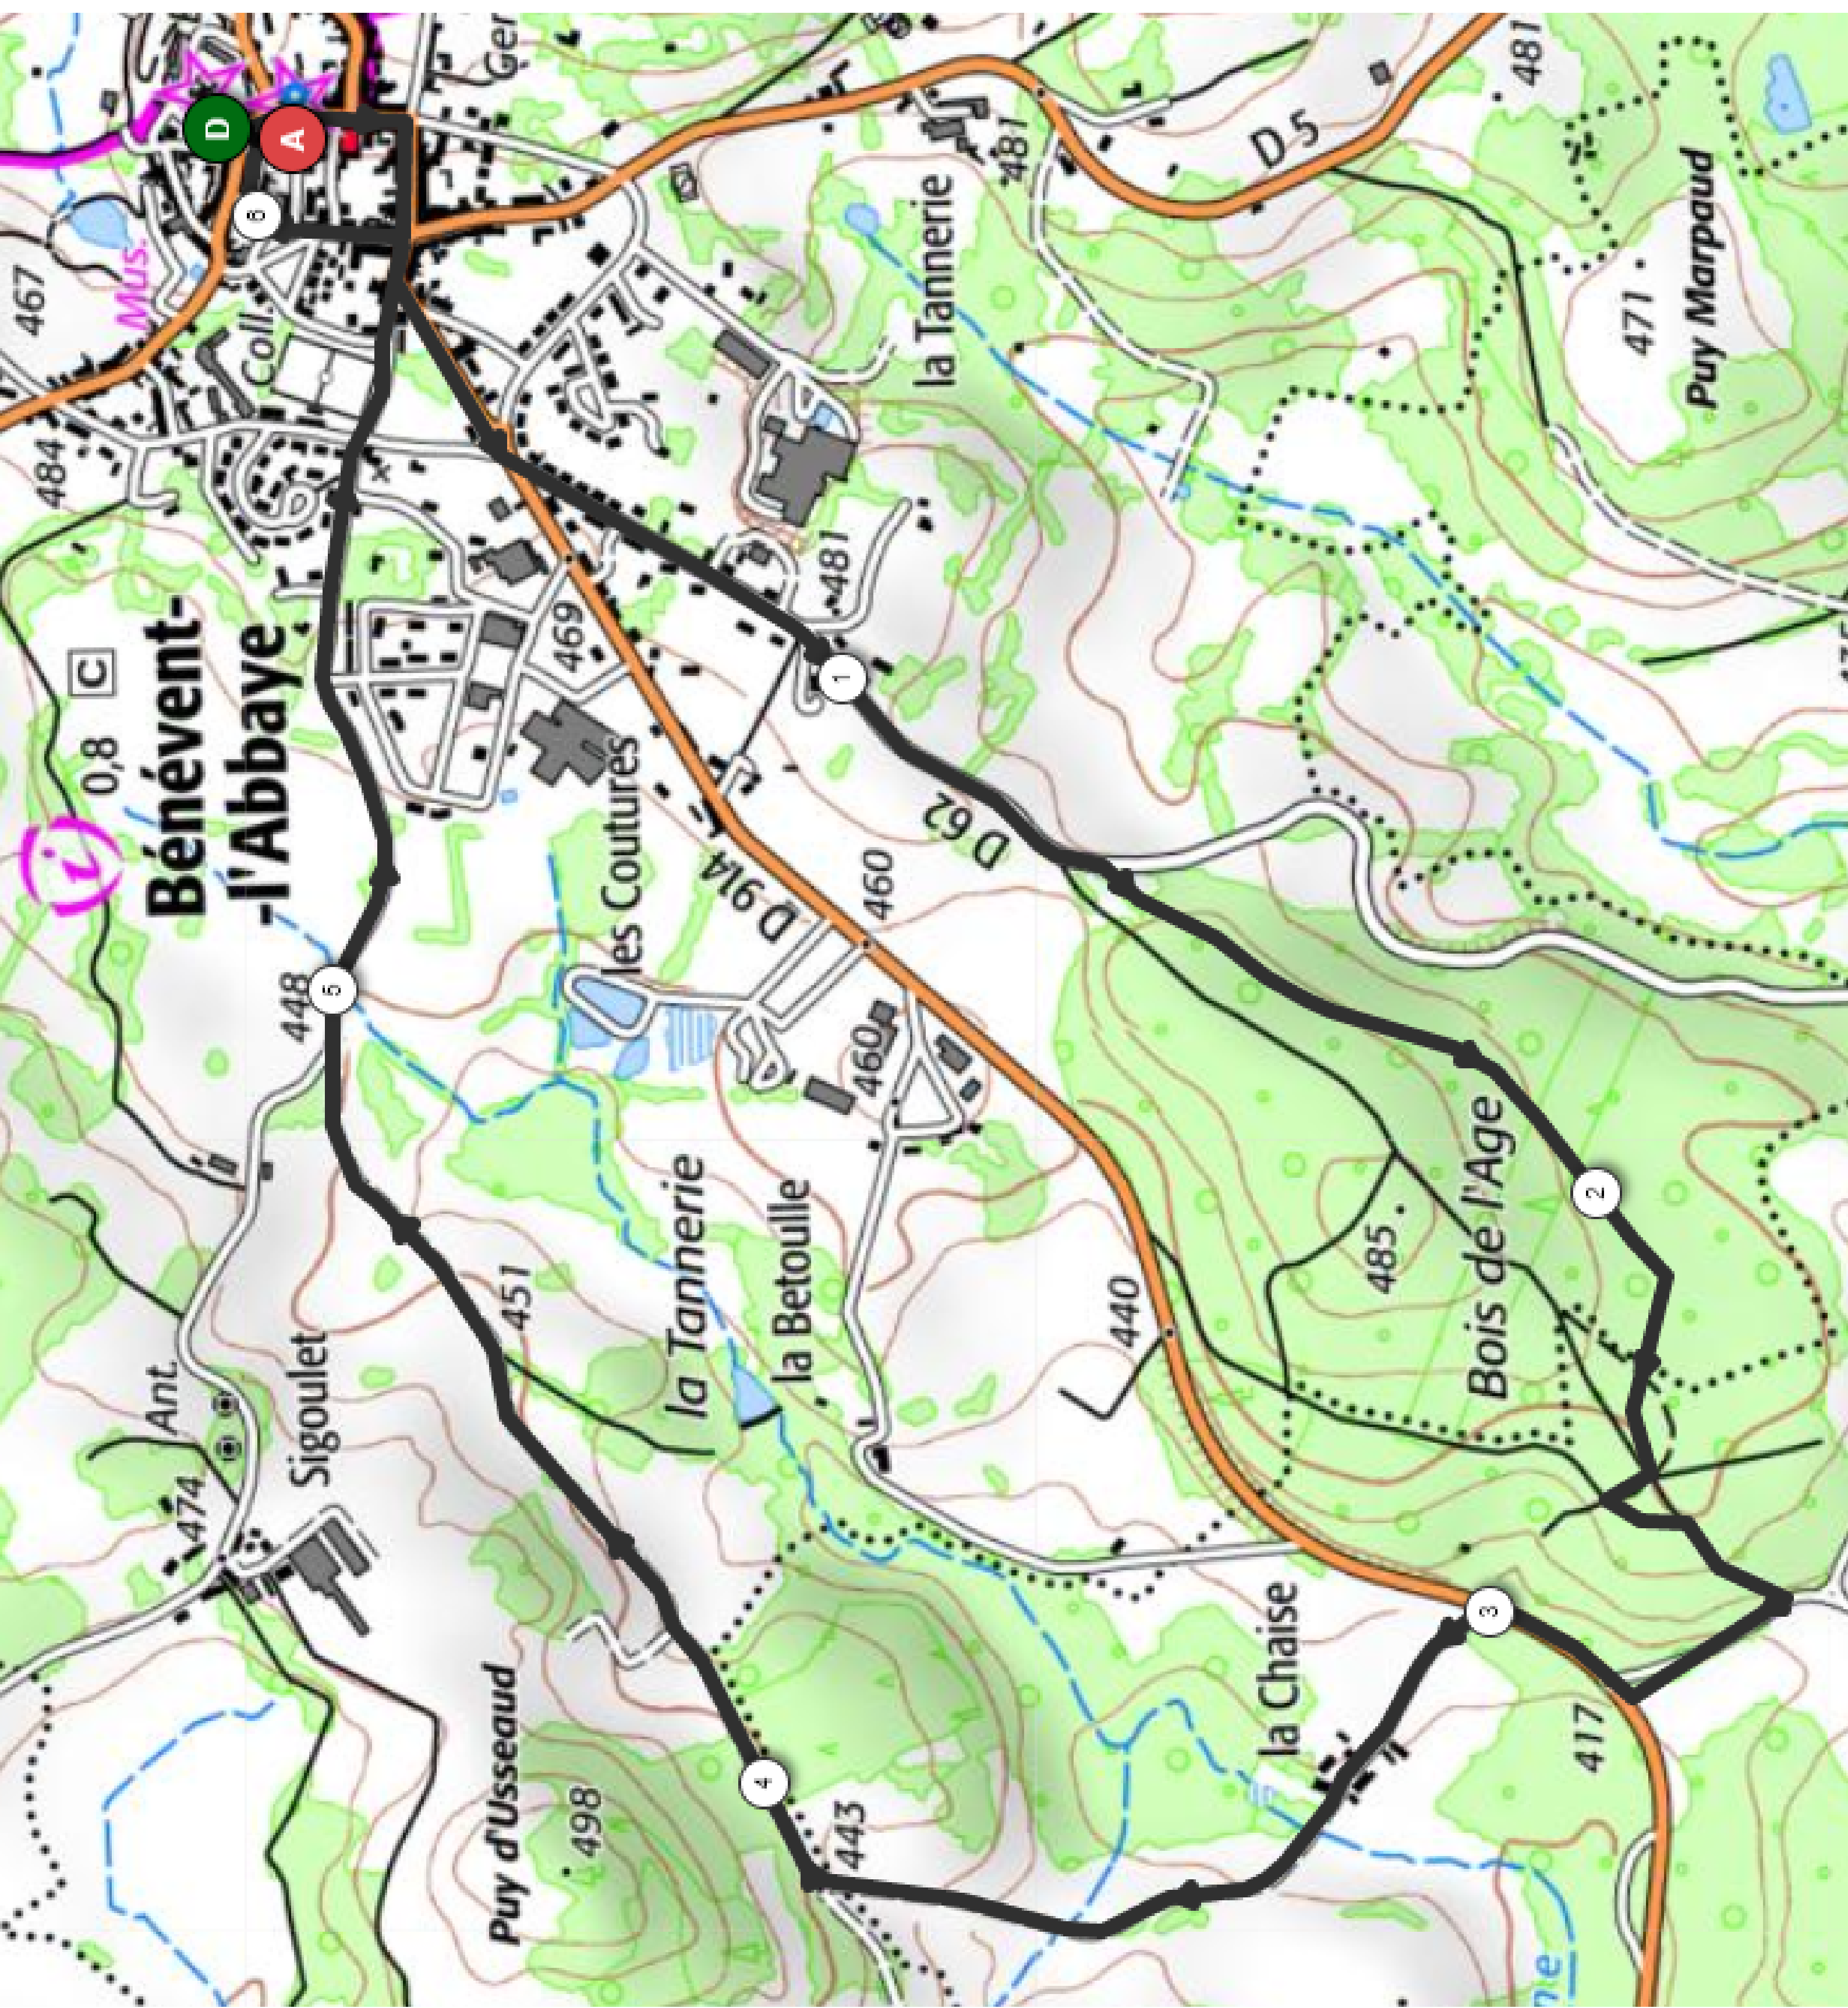 467
Mus.
Coll.
484
D
A
6
Ger
481
D 5
481
la Tannerie
471
Puy Marpaud
C
0,8
Bénévent-
-l'Abbaye
i
469
481
1
les Coutures
D 914
D 62
460
448
5
460
la Tannerie
la Betoulle
451
440
485
Bois de l'Age
2
Ant.
Sigoulet
474
3
la Chaise
417
Puy d'Usseaud
498
4
443